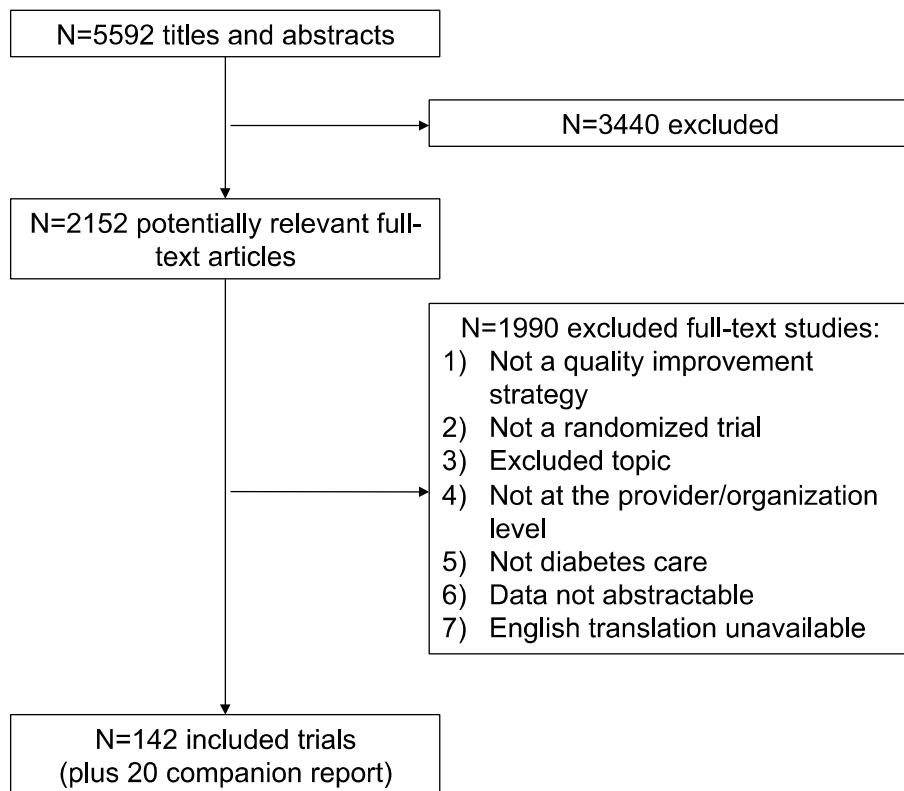 N=5592 titles and abstracts
N=3440 excluded
N=2152 potentially relevant full-
text articles
N=1990 excluded full-text studies:
1) Not a quality improvement
strategy
2) Not a randomized trial
3) Excluded topic
4) Not at the provider/organization
level
5) Not diabetes care
6) Data not abstractable
7) English translation unavailable
N=142 included trials
(plus 20 companion report)